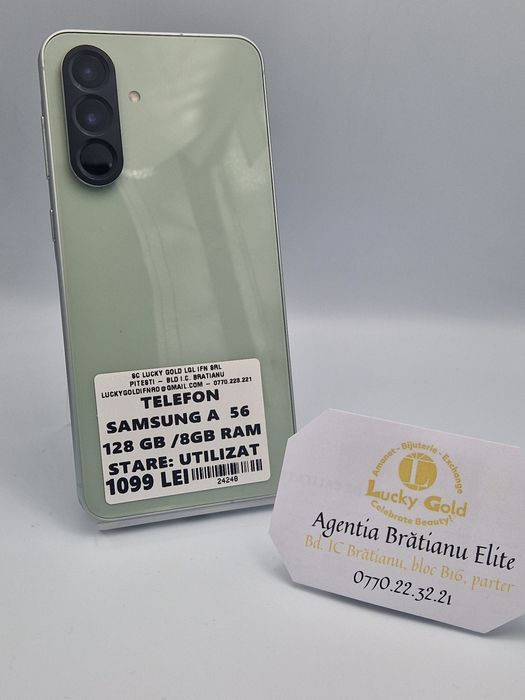 SC LUCKY GOLD LGL IFN SRL
PITESTI - BLD I.C. BRATIANU
LUCKYGOLDIFNRO@GMAIL.COM - 0770.223.221
TELEFON
SAMSUNG A 56
128 GB /8GB RAM
STARE: UTILIZAT
1099 LEI
24248
Amanet - Bijuterie - Exchange
Lucky Gold
Celebrate Beauty!
Agentia Brătianu Elite
Bd. IC Brătianu, bloc B16, parter
0770.22.32.21